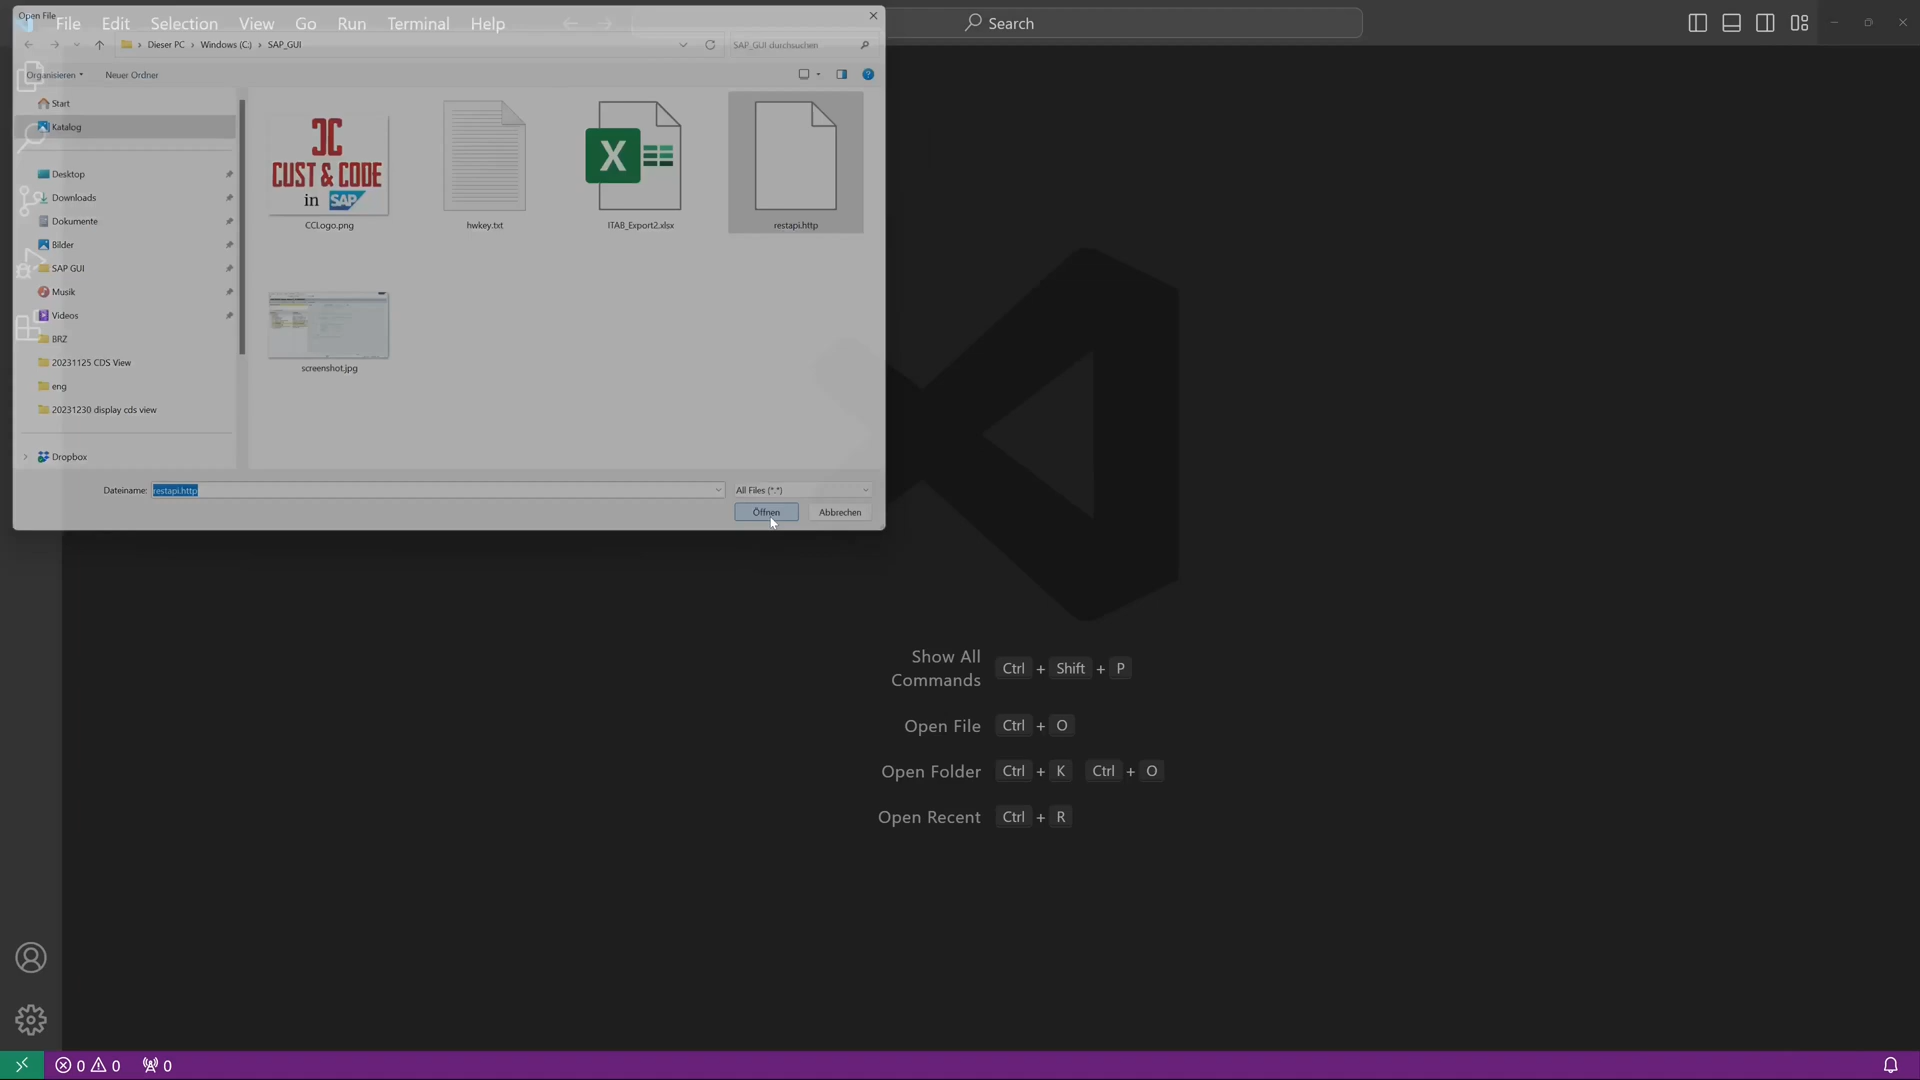 Open File
File Edit Selection View Go Run Terminal Help
Search
Dieser PC > Windows (C:) > SAP_GUI
SAP_GUI durchsuchen
Organisieren
Neuer Ordner
Start
Katalog
Desktop
Downloads
Dokumente
Bilder
SAP GUI
Musik
Videos
BRZ
20231125 CDS View
eng
20231230 display cds view
Dropbox
CUST & CODE
in SAP
CCLogo.png
hwkey.txt
X
ITAB_Export2.xlsx
restapi.http
screenshot.jpg
Dateiname: restapi.http
All Files (*.*)
Öffnen
Abbrechen
Show All
Commands
Ctrl + Shift + P
Open File Ctrl + O
Open Folder Ctrl + K Ctrl + O
Open Recent Ctrl + R
0 0 0